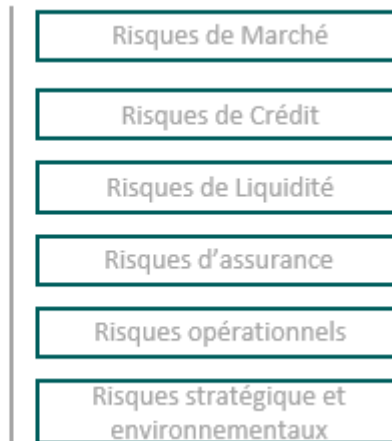 Risques de Marché
Risques de Crédit
Risques de Liquidité
Risques d'assurance
Risques opérationnels
Risques stratégique et
environnementaux